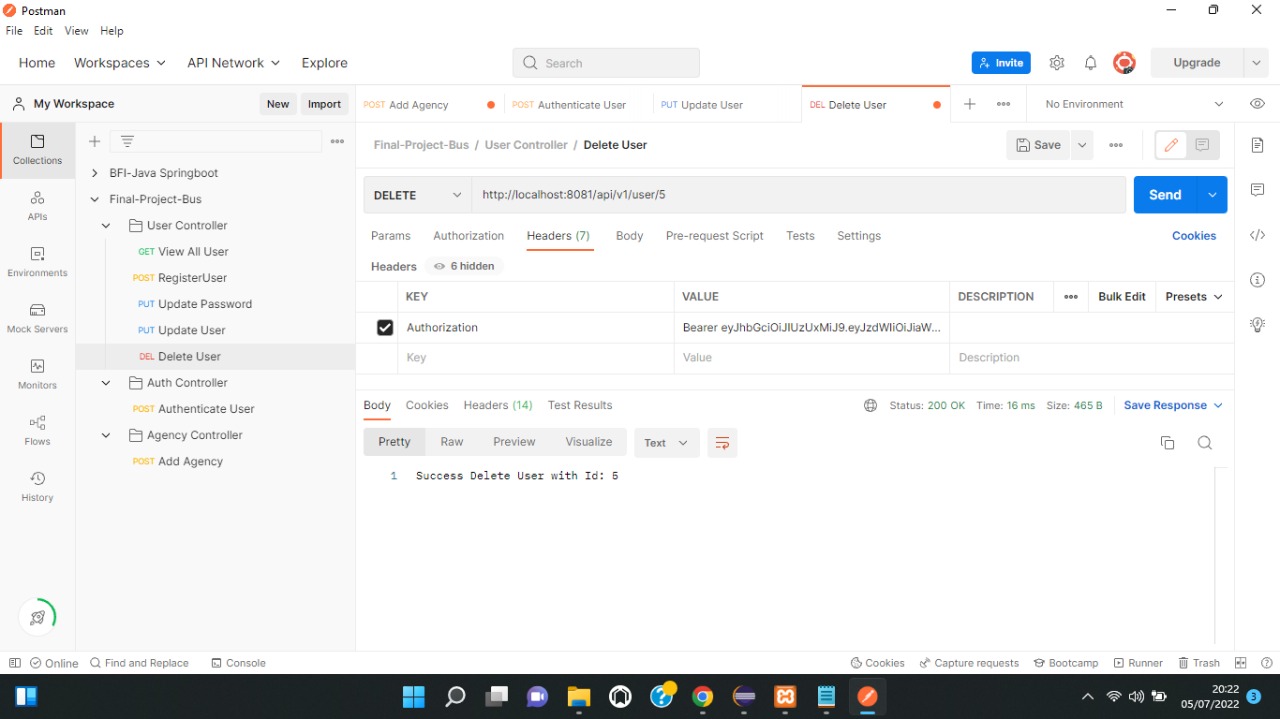 Postman
File Edit View Help
Home Workspaces API Network Explore Search Invite Upgrade
My Workspace New Import POST Add Agency POST Authenticate User PUT Update User DEL Delete User No Environment
Collections
APIs
Environments
Mock Servers
Monitors
Flows
History
BFI-Java Springboot
Final-Project-Bus
User Controller
GET View All User
POST RegisterUser
PUT Update Password
PUT Update User
DEL Delete User
Auth Controller
POST Authenticate User
Agency Controller
POST Add Agency
Final-Project-Bus / User Controller / Delete User Save
DELETE http://localhost:8081/api/v1/user/5 Send
Params Authorization Headers (7) Body Pre-request Script Tests Settings Cookies
Headers 6 hidden
KEY VALUE DESCRIPTION Bulk Edit Presets
Authorization Bearer eyJhbGciOiJIUzUxMiJ9.eyJzdWIiOiJiaW...
Key Value Description
Body Cookies Headers (14) Test Results Status: 200 OK Time: 16 ms Size: 465 B Save Response
Pretty Raw Preview Visualize Text
1 Success Delete User with Id: 5
Online Find and Replace Console Cookies Capture requests Bootcamp Runner Trash
20:22
05/07/2022 3